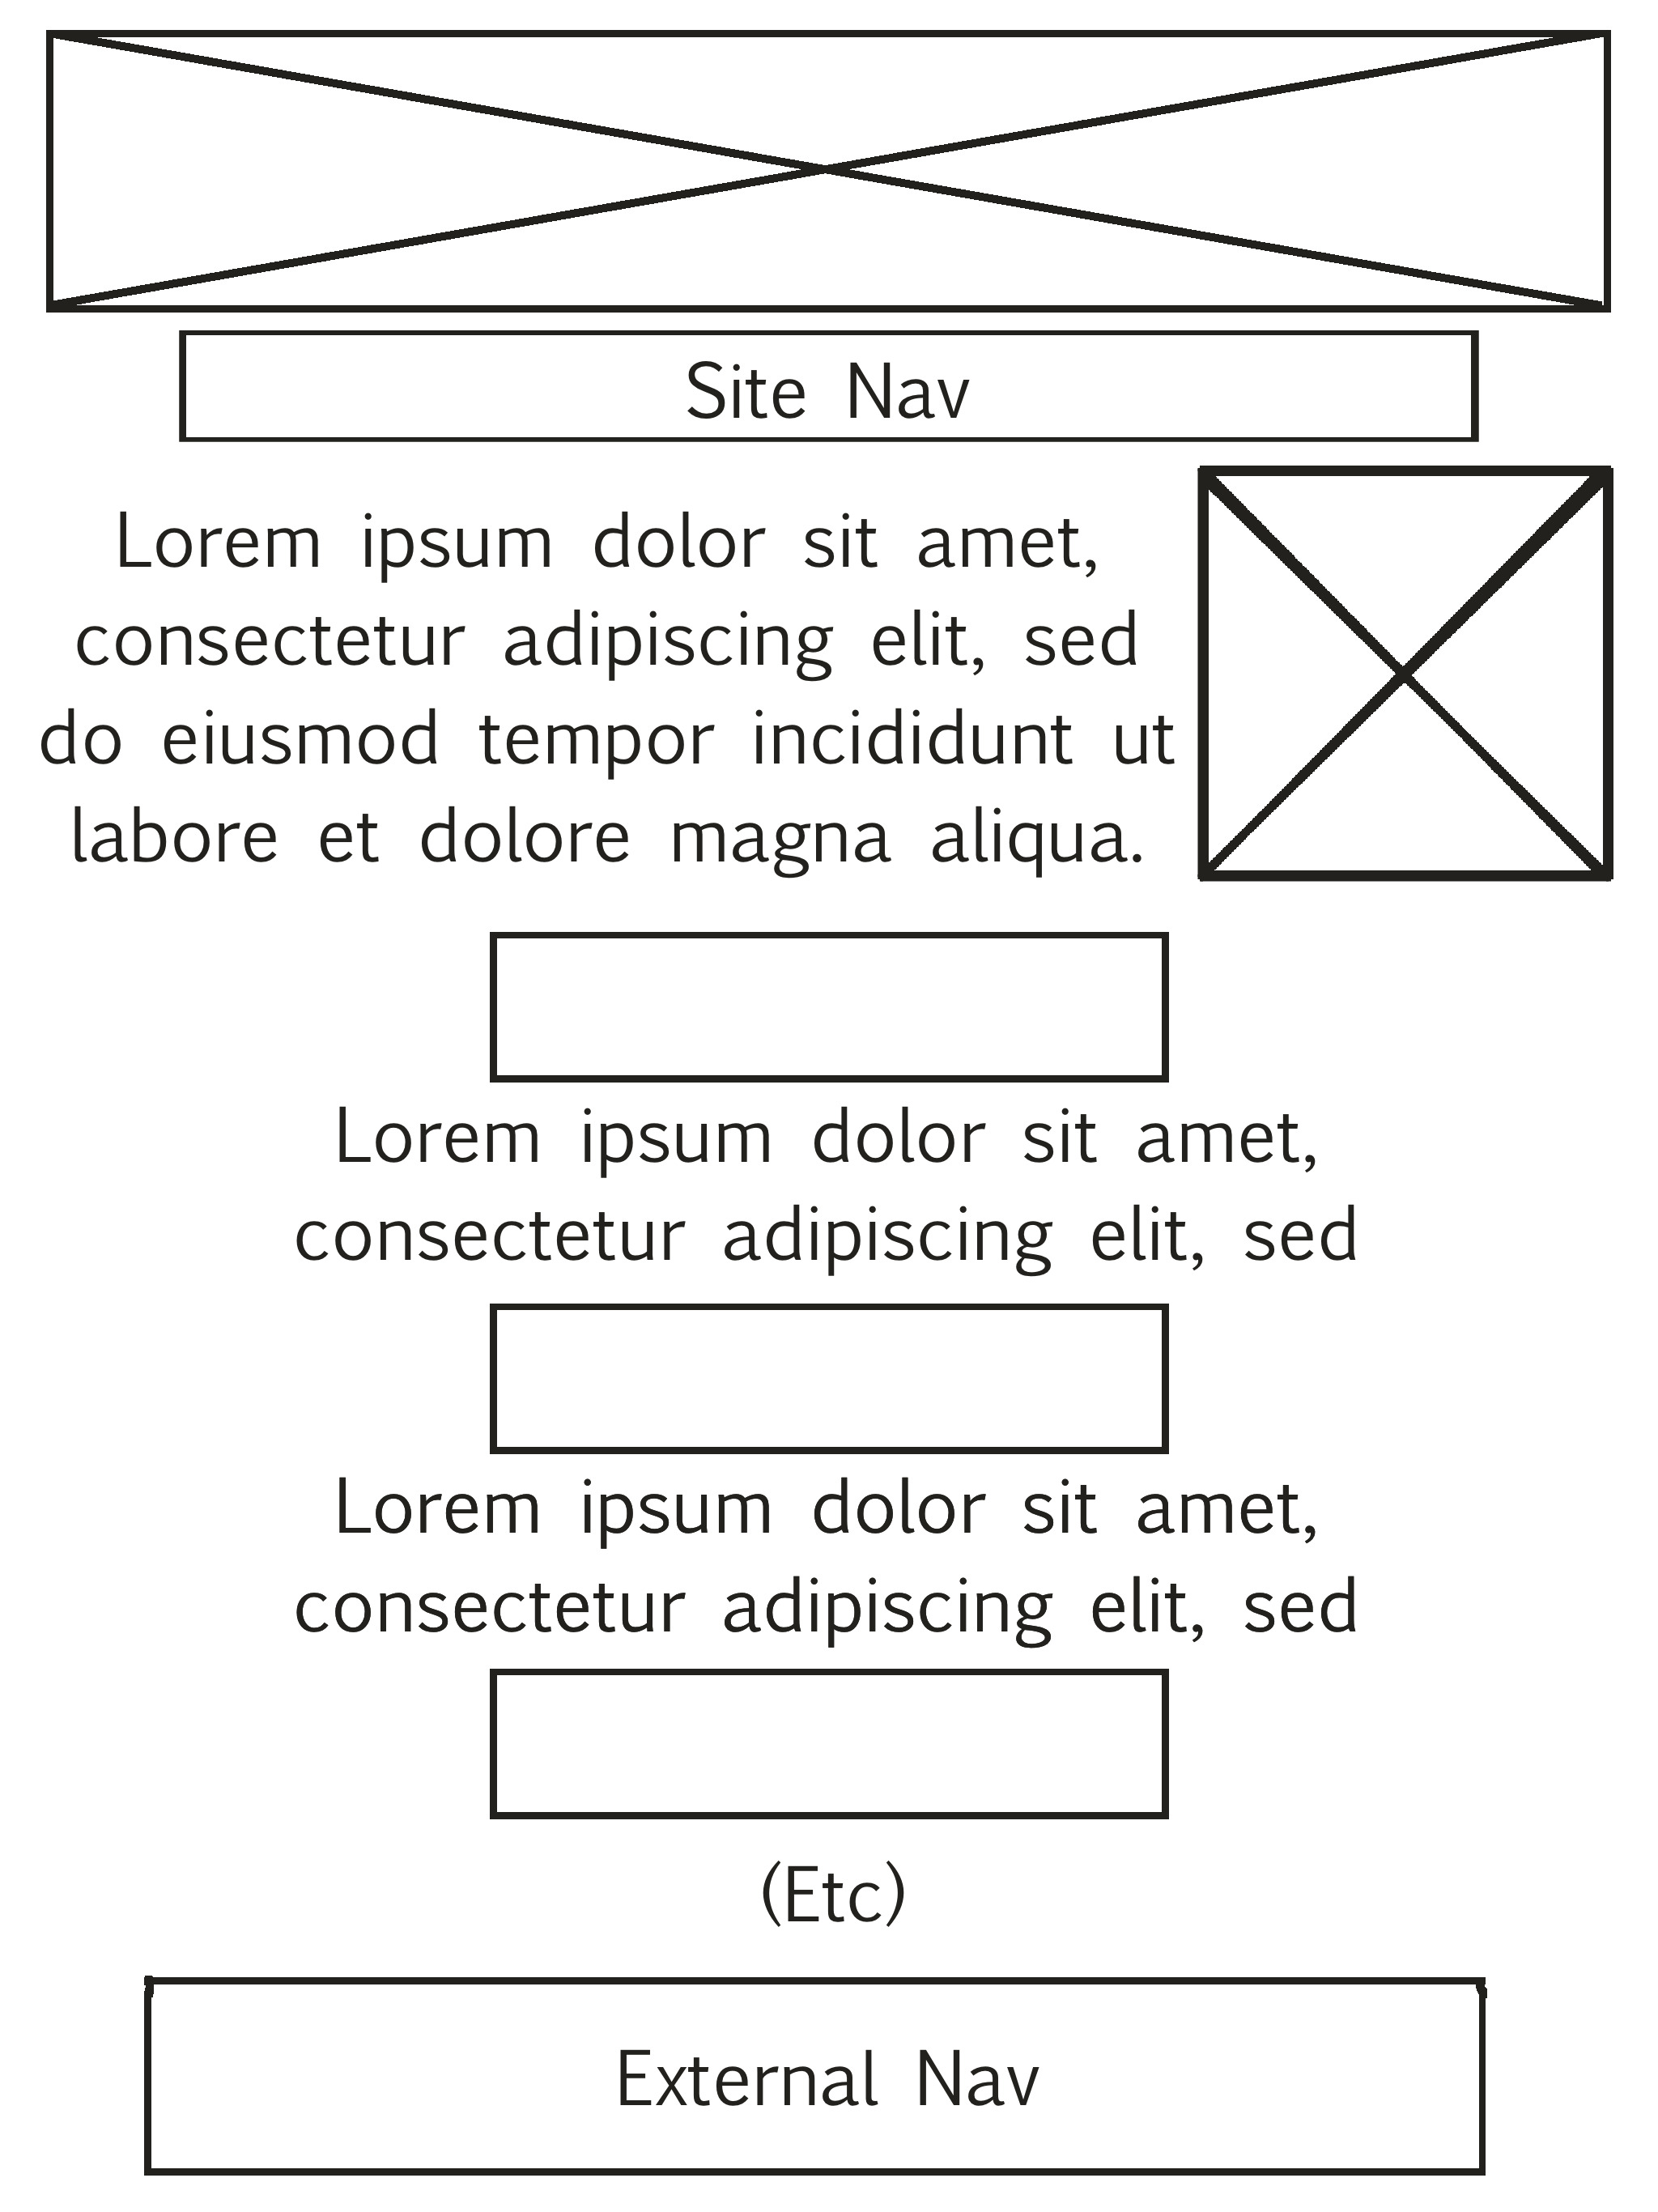 Site Nav
Lorem ipsum dolor sit amet,
consectetur adipiscing elit, sed
do eiusmod tempor incididunt ut
labore et dolore magna aliqua.
Lorem ipsum dolor sit amet,
consectetur adipiscing elit, sed
Lorem ipsum dolor sit amet,
consectetur adipiscing elit, sed
(Etc)
External Nav